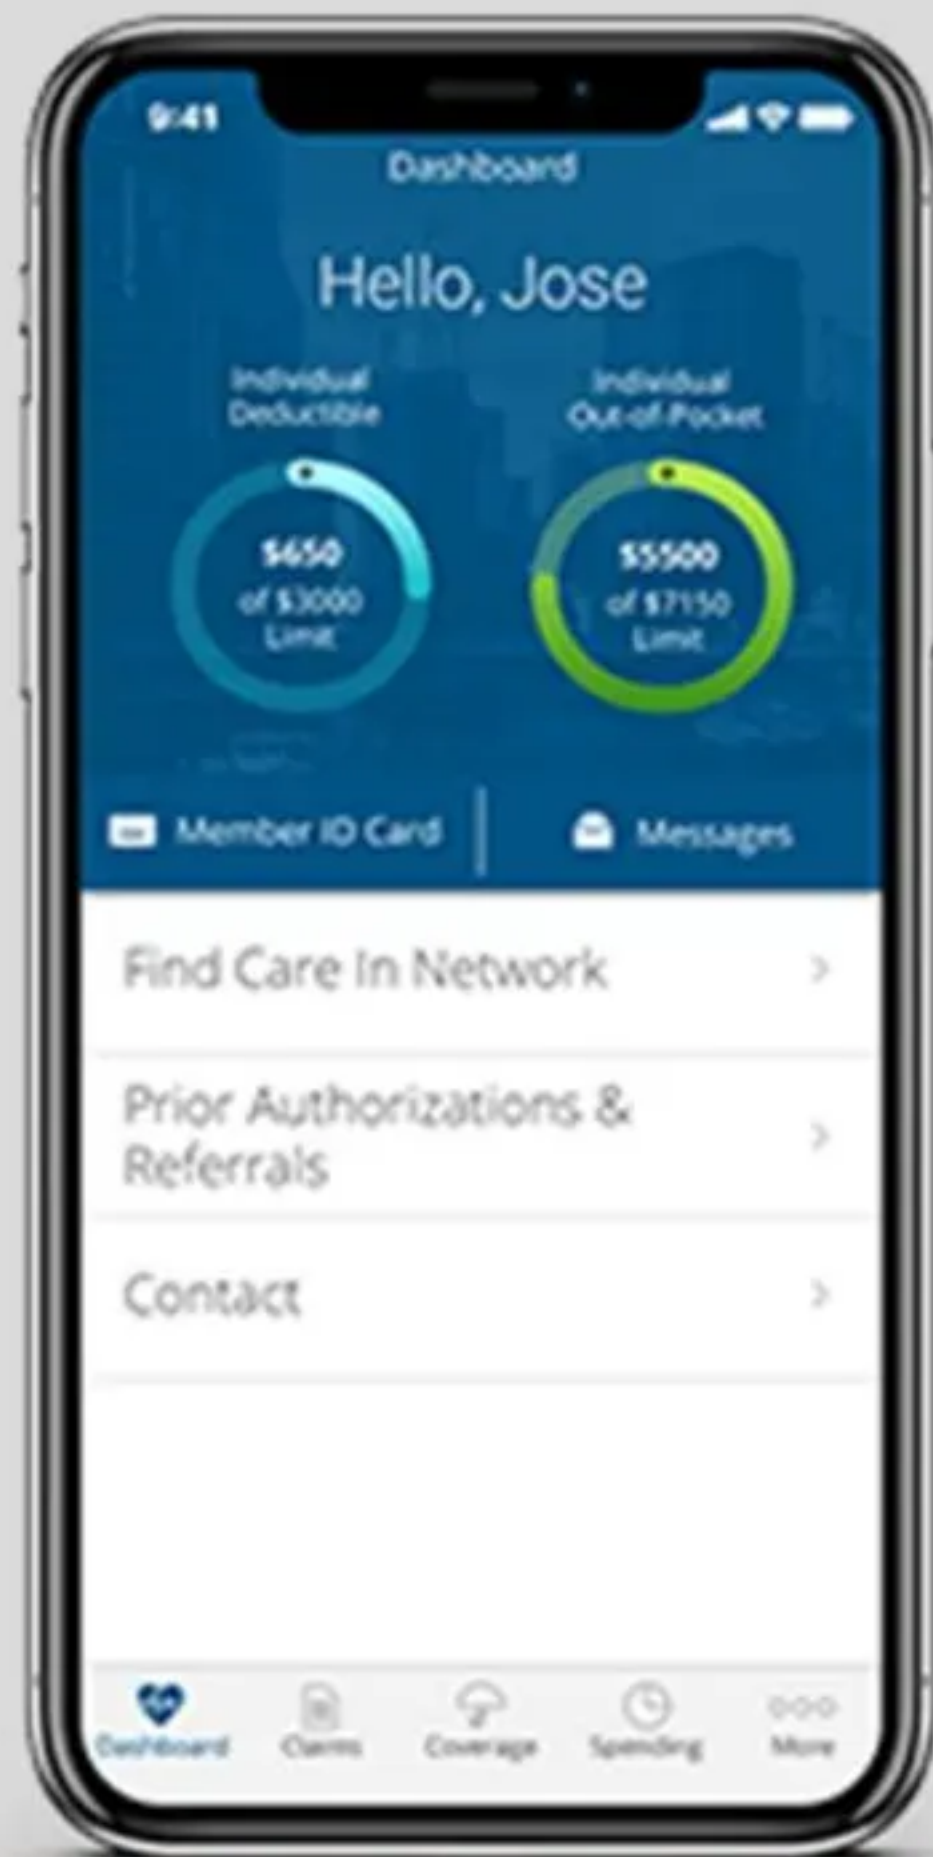 9:41
Dashboard
Hello, Jose
Individual
Deductible
Individual
Out-of-Pocket
$650
of $3000
Limit
$5500
of $7150
Limit
Member ID Card
Messages
Find Care In Network
Prior Authorizations &
Referrals
Contact
Dashboard
Claims
Coverage
Spending
More